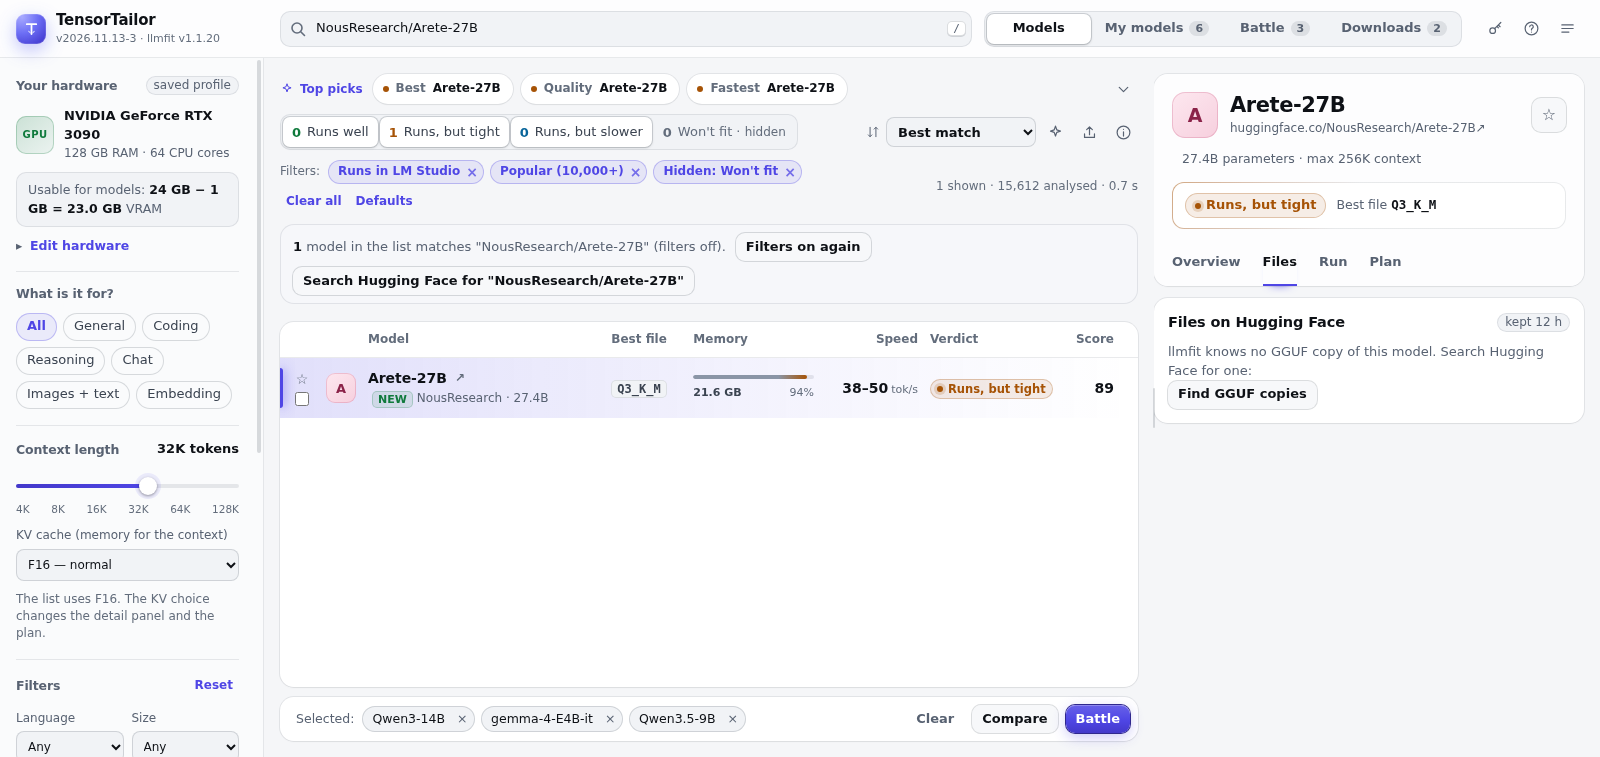 TensorTailor
v2026.11.13-3 · llmfit v1.1.20
NousResearch/Arete-27B
/
Models
My models 6
Battle 3
Downloads 2
Your hardware
saved profile
GPU
NVIDIA GeForce RTX
3090
128 GB RAM · 64 CPU cores
Usable for models: 24 GB − 1
GB = 23.0 GB VRAM
▸ Edit hardware
What is it for?
All
General
Coding
Reasoning
Chat
Images + text
Embedding
Context length
32K tokens
4K 8K 16K 32K 64K 128K
KV cache (memory for the context)
F16 — normal
The list uses F16. The KV choice
changes the detail panel and the
plan.
Filters
Reset
Language
Size
Any
Any
Top picks
Best Arete-27B
Quality Arete-27B
Fastest Arete-27B
0 Runs well
1 Runs, but tight
0 Runs, but slower
0 Won't fit · hidden
Best match
Filters:
Runs in LM Studio ×
Popular (10,000+) ×
Hidden: Won't fit ×
Clear all
Defaults
1 shown · 15,612 analysed · 0.7 s
1 model in the list matches "NousResearch/Arete-27B" (filters off).
Filters on again
Search Hugging Face for "NousResearch/Arete-27B"
Model
Best file
Memory
Speed
Verdict
Score
☆
A
Arete-27B ↗
NEW NousResearch · 27.4B
Q3_K_M
21.6 GB 94%
38–50 tok/s
Runs, but tight
89
Selected:
Qwen3-14B ×
gemma-4-E4B-it ×
Qwen3.5-9B ×
Clear
Compare
Battle
A
Arete-27B
huggingface.co/NousResearch/Arete-27B↗
☆
27.4B parameters · max 256K context
Runs, but tight
Best file Q3_K_M
Overview
Files
Run
Plan
Files on Hugging Face
kept 12 h
llmfit knows no GGUF copy of this model. Search Hugging
Face for one:
Find GGUF copies